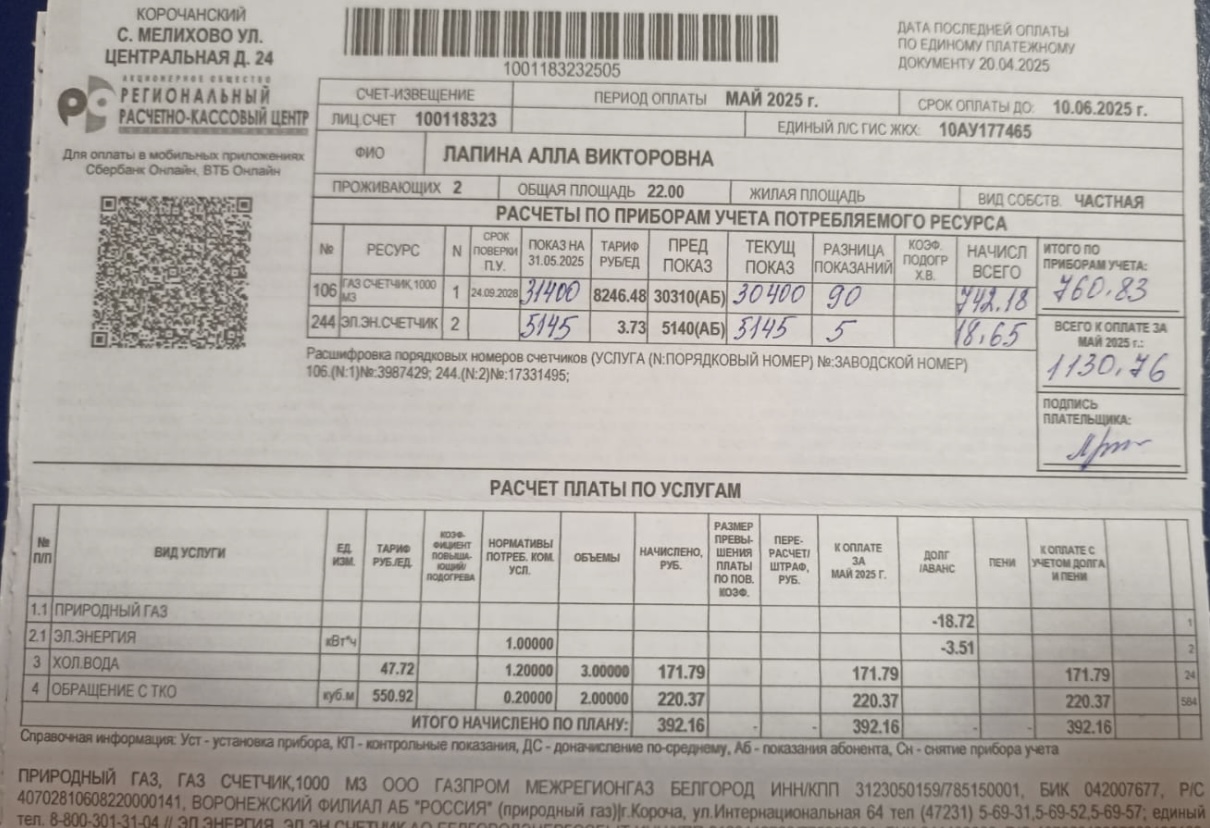 КОРОЧАНСКИЙ
С. МЕЛИХОВО УЛ.
ЦЕНТРАЛЬНАЯ Д. 24
АКЦИОНЕРНОЕ ОБЩЕСТВО
РЕГИОНАЛЬНЫЙ
РАСЧЕТНО-КАССОВЫЙ ЦЕНТР
Для оплаты в мобильных приложениях
Сбербанк Онлайн, ВТБ Онлайн
1001183232505
ДАТА ПОСЛЕДНЕЙ ОПЛАТЫ
ПО ЕДИНОМУ ПЛАТЕЖНОМУ
ДОКУМЕНТУ 20.04.2025
СЧЕТ-ИЗВЕЩЕНИЕ ПЕРИОД ОПЛАТЫ МАЙ 2025 г. СРОК ОПЛАТЫ ДО: 10.06.2025 г.
ЛИЦ.СЧЕТ 100118323 ЕДИНЫЙ Л/С ГИС ЖКХ: 10АУ177465
ФИО ЛАПИНА АЛЛА ВИКТОРОВНА
ПРОЖИВАЮЩИХ 2 ОБЩАЯ ПЛОЩАДЬ 22.00 ЖИЛАЯ ПЛОЩАДЬ ВИД СОБСТВ. ЧАСТНАЯ
РАСЧЕТЫ ПО ПРИБОРАМ УЧЕТА ПОТРЕБЛЯЕМОГО РЕСУРСА
№ РЕСУРС N СРОК ПОВЕРКИ П.У. ПОКАЗ НА 31.05.2025 ТАРИФ РУБ/ЕД ПРЕД ПОКАЗ ТЕКУЩ ПОКАЗ РАЗНИЦА ПОКАЗАНИЙ КОЭФ. ПОДОГР Х.В. НАЧИСЛ ВСЕГО
106 ГАЗ СЧЕТЧИК,1000 М3 1 24.09.2028 31400 8246.48 30310(АБ) 30400 90 742.18
244 ЭЛ.ЭН.СЧЕТЧИК 2 5145 3.73 5140(АБ) 5145 5 18.65
ИТОГО ПО
ПРИБОРАМ УЧЕТА:
760.83
ВСЕГО К ОПЛАТЕ ЗА
МАЙ 2025 г.:
1130.76
ПОДПИСЬ
ПЛАТЕЛЬЩИКА:
Расшифровка порядковых номеров счетчиков (УСЛУГА (N:ПОРЯДКОВЫЙ НОМЕР) №:ЗАВОДСКОЙ НОМЕР)
106.(N:1)№:3987429; 244.(N:2)№:17331495;
РАСЧЕТ ПЛАТЫ ПО УСЛУГАМ
№ П/П ВИД УСЛУГИ ЕД. ИЗМ. ТАРИФ РУБ./ЕД. КОЭФ-ФИЦИЕНТ ПОВЫША-ЮЩИЙ/ ПОДОГРЕВА НОРМАТИВЫ ПОТРЕБ. КОМ. УСЛ. ОБЪЕМЫ НАЧИСЛЕНО, РУБ. РАЗМЕР ПРЕВЫ-ШЕНИЯ ПЛАТЫ ПО ПОВ. КОЭФ. ПЕРЕ-РАСЧЕТ/ ШТРАФ, РУБ. К ОПЛАТЕ ЗА МАЙ 2025 Г. ДОЛГ /АВАНС ПЕНИ К ОПЛАТЕ С УЧЕТОМ ДОЛГА И ПЕНИ
1.1 ПРИРОДНЫЙ ГАЗ -18.72 1
2.1 ЭЛ.ЭНЕРГИЯ кВт*ч 1.00000 -3.51 2
3 ХОЛ.ВОДА 47.72 1.20000 3.00000 171.79 171.79 171.79 24
4 ОБРАЩЕНИЕ С ТКО куб.м 550.92 0.20000 2.00000 220.37 220.37 220.37 584
ИТОГО НАЧИСЛЕНО ПО ПЛАНУ: 392.16 - - 392.16 - 392.16
Справочная информация: Уст - установка прибора, КП - контрольные показания, ДС - доначисление по-среднему, Аб - показания абонента, Сн - снятие прибора учета
ПРИРОДНЫЙ ГАЗ, ГАЗ СЧЕТЧИК,1000 М3 ООО ГАЗПРОМ МЕЖРЕГИОНГАЗ БЕЛГОРОД ИНН/КПП 3123050159/785150001, БИК 042007677, Р/С
40702810608220000141, ВОРОНЕЖСКИЙ ФИЛИАЛ АБ "РОССИЯ" (природный газ)г.Короча, ул.Интернациональная 64 тел (47231) 5-69-31,5-69-52,5-69-57; единый
тел. 8-800-301-31-04 // ЭЛ.ЭНЕРГИЯ, ЭЛ.ЭН.СЧЕТЧИК АО